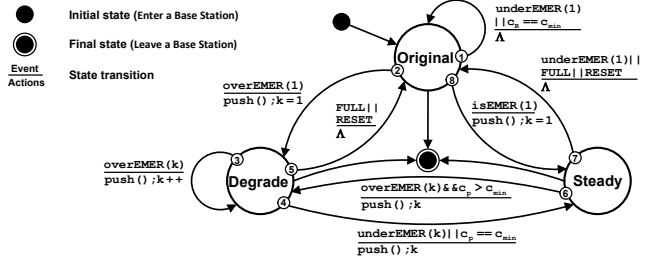 Initial state (Enter a Base Station)
Final state (Leave a Base Station)
Event
Actions
State transition
underEMER(1)
||c_R == c_min
Λ
Original
1
2
8
overEMER(1)
push();k=1
FULL||
RESET
Λ
isEMER(1)
push();k=1
underEMER(1)||
FULL||RESET
Λ
overEMER(k)
push();k++
3
Degrade
5
4
overEMER(k)&&c_p > c_min
push();k
7
Steady
6
underEMER(k)||c_p == c_min
push();k